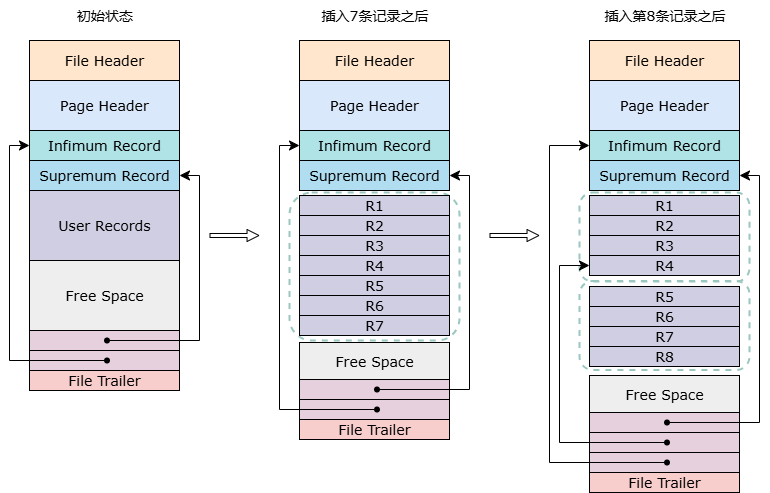 初始状态
File Header
Page Header
Infimum Record
Supremum Record
User Records
Free Space
File Trailer
插入7条记录之后
File Header
Page Header
Infimum Record
Supremum Record
R1
R2
R3
R4
R5
R6
R7
Free Space
File Trailer
插入第8条记录之后
File Header
Page Header
Infimum Record
Supremum Record
R1
R2
R3
R4
R5
R6
R7
R8
Free Space
File Trailer